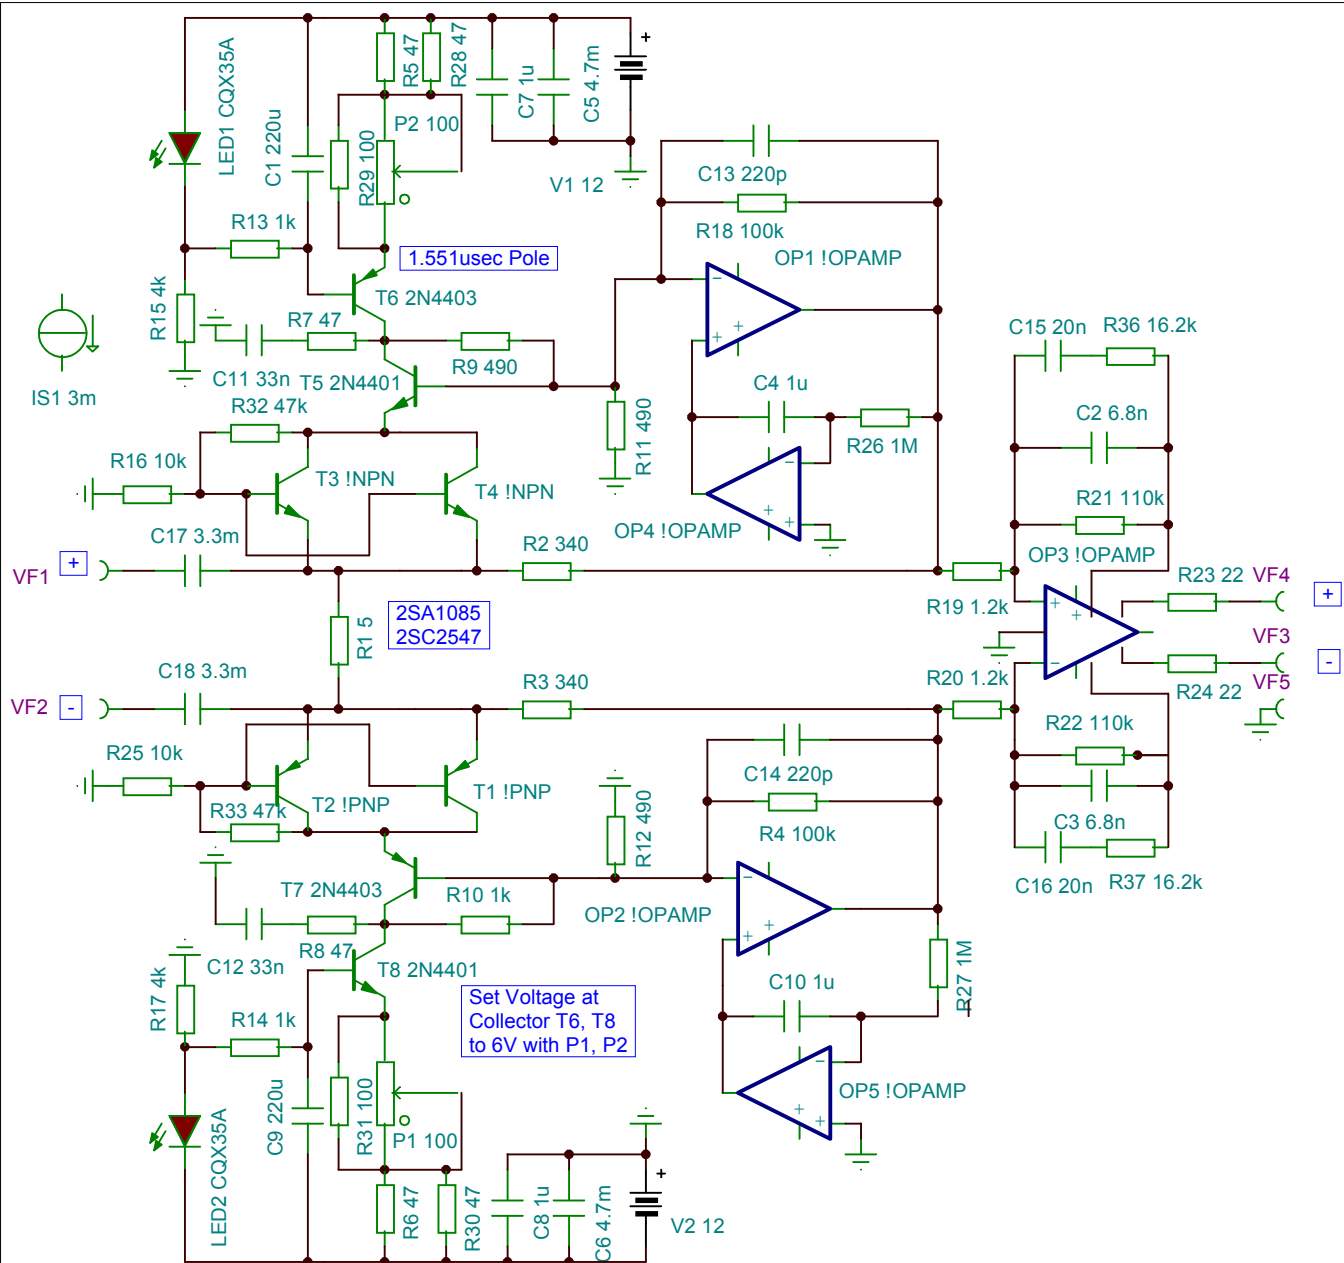 LED1 CQX35A
C1 220u
R5 47
R28 47
C7 1u
C5 4.7m
+
P2 100
R29 100
V1 12
C13 220p
R18 100k
R13 1k
1.551usec Pole
OP1 !OPAMP
R15 4k
T6 2N4403
R7 47
R9 490
C15 20n
R36 16.2k
IS1 3m
C11 33n
T5 2N4401
C4 1u
C2 6.8n
R32 47k
R11 490
R26 1M
R16 10k
T3 !NPN
T4 !NPN
R21 110k
C17 3.3m
OP4 !OPAMP
R2 340
OP3 !OPAMP
VF1
+
R23 22
VF4
+
2SA1085
2SC2547
R19 1.2k
R1 5
VF3
C18 3.3m
R3 340
R20 1.2k
-
VF2
-
R24 22
VF5
R22 110k
R25 10k
C14 220p
T2 !PNP
T1 !PNP
R33 47k
R12 490
R4 100k
C3 6.8n
T7 2N4403
R10 1k
C16 20n
R37 16.2k
OP2 !OPAMP
R8 47
C12 33n
T8 2N4401
R27 1M
C10 1u
R17 4k
R14 1k
Set Voltage at
Collector T6, T8
to 6V with P1, P2
C9 220u
R31 100
P1 100
OP5 !OPAMP
LED2 CQX35A
R6 47
R30 47
C8 1u
C6 4.7m
+
V2 12